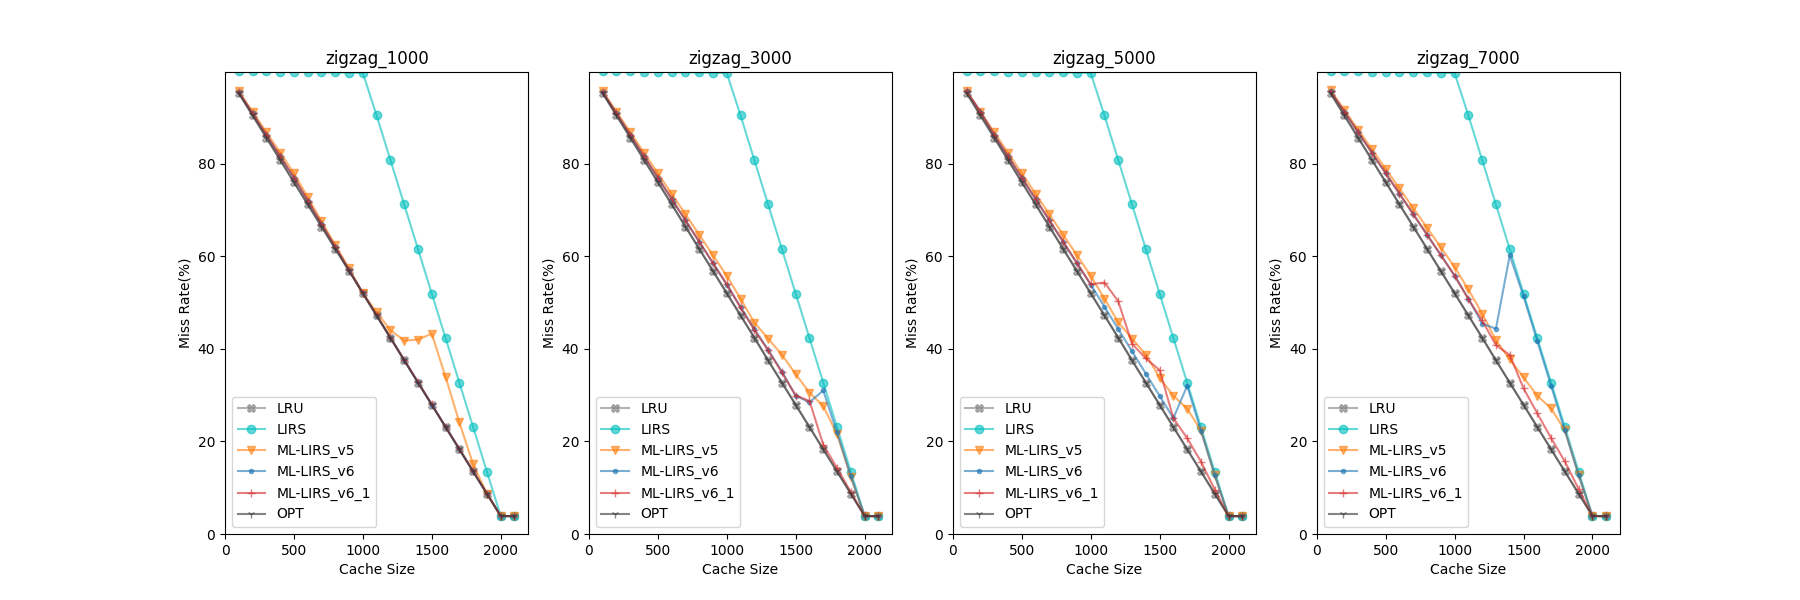 zigzag_1000
zigzag_3000
zigzag_5000
zigzag_7000
Miss Rate(%)
80
60
40
20
0
LRU
LIRS
ML-LIRS_v5
ML-LIRS_v6
ML-LIRS_v6_1
OPT
0 500 1000 1500 2000
Cache Size
Miss Rate(%)
80
60
40
20
0
LRU
LIRS
ML-LIRS_v5
ML-LIRS_v6
ML-LIRS_v6_1
OPT
0 500 1000 1500 2000
Cache Size
Miss Rate(%)
80
60
40
20
0
LRU
LIRS
ML-LIRS_v5
ML-LIRS_v6
ML-LIRS_v6_1
OPT
0 500 1000 1500 2000
Cache Size
Miss Rate(%)
80
60
40
20
0
LRU
LIRS
ML-LIRS_v5
ML-LIRS_v6
ML-LIRS_v6_1
OPT
0 500 1000 1500 2000
Cache Size